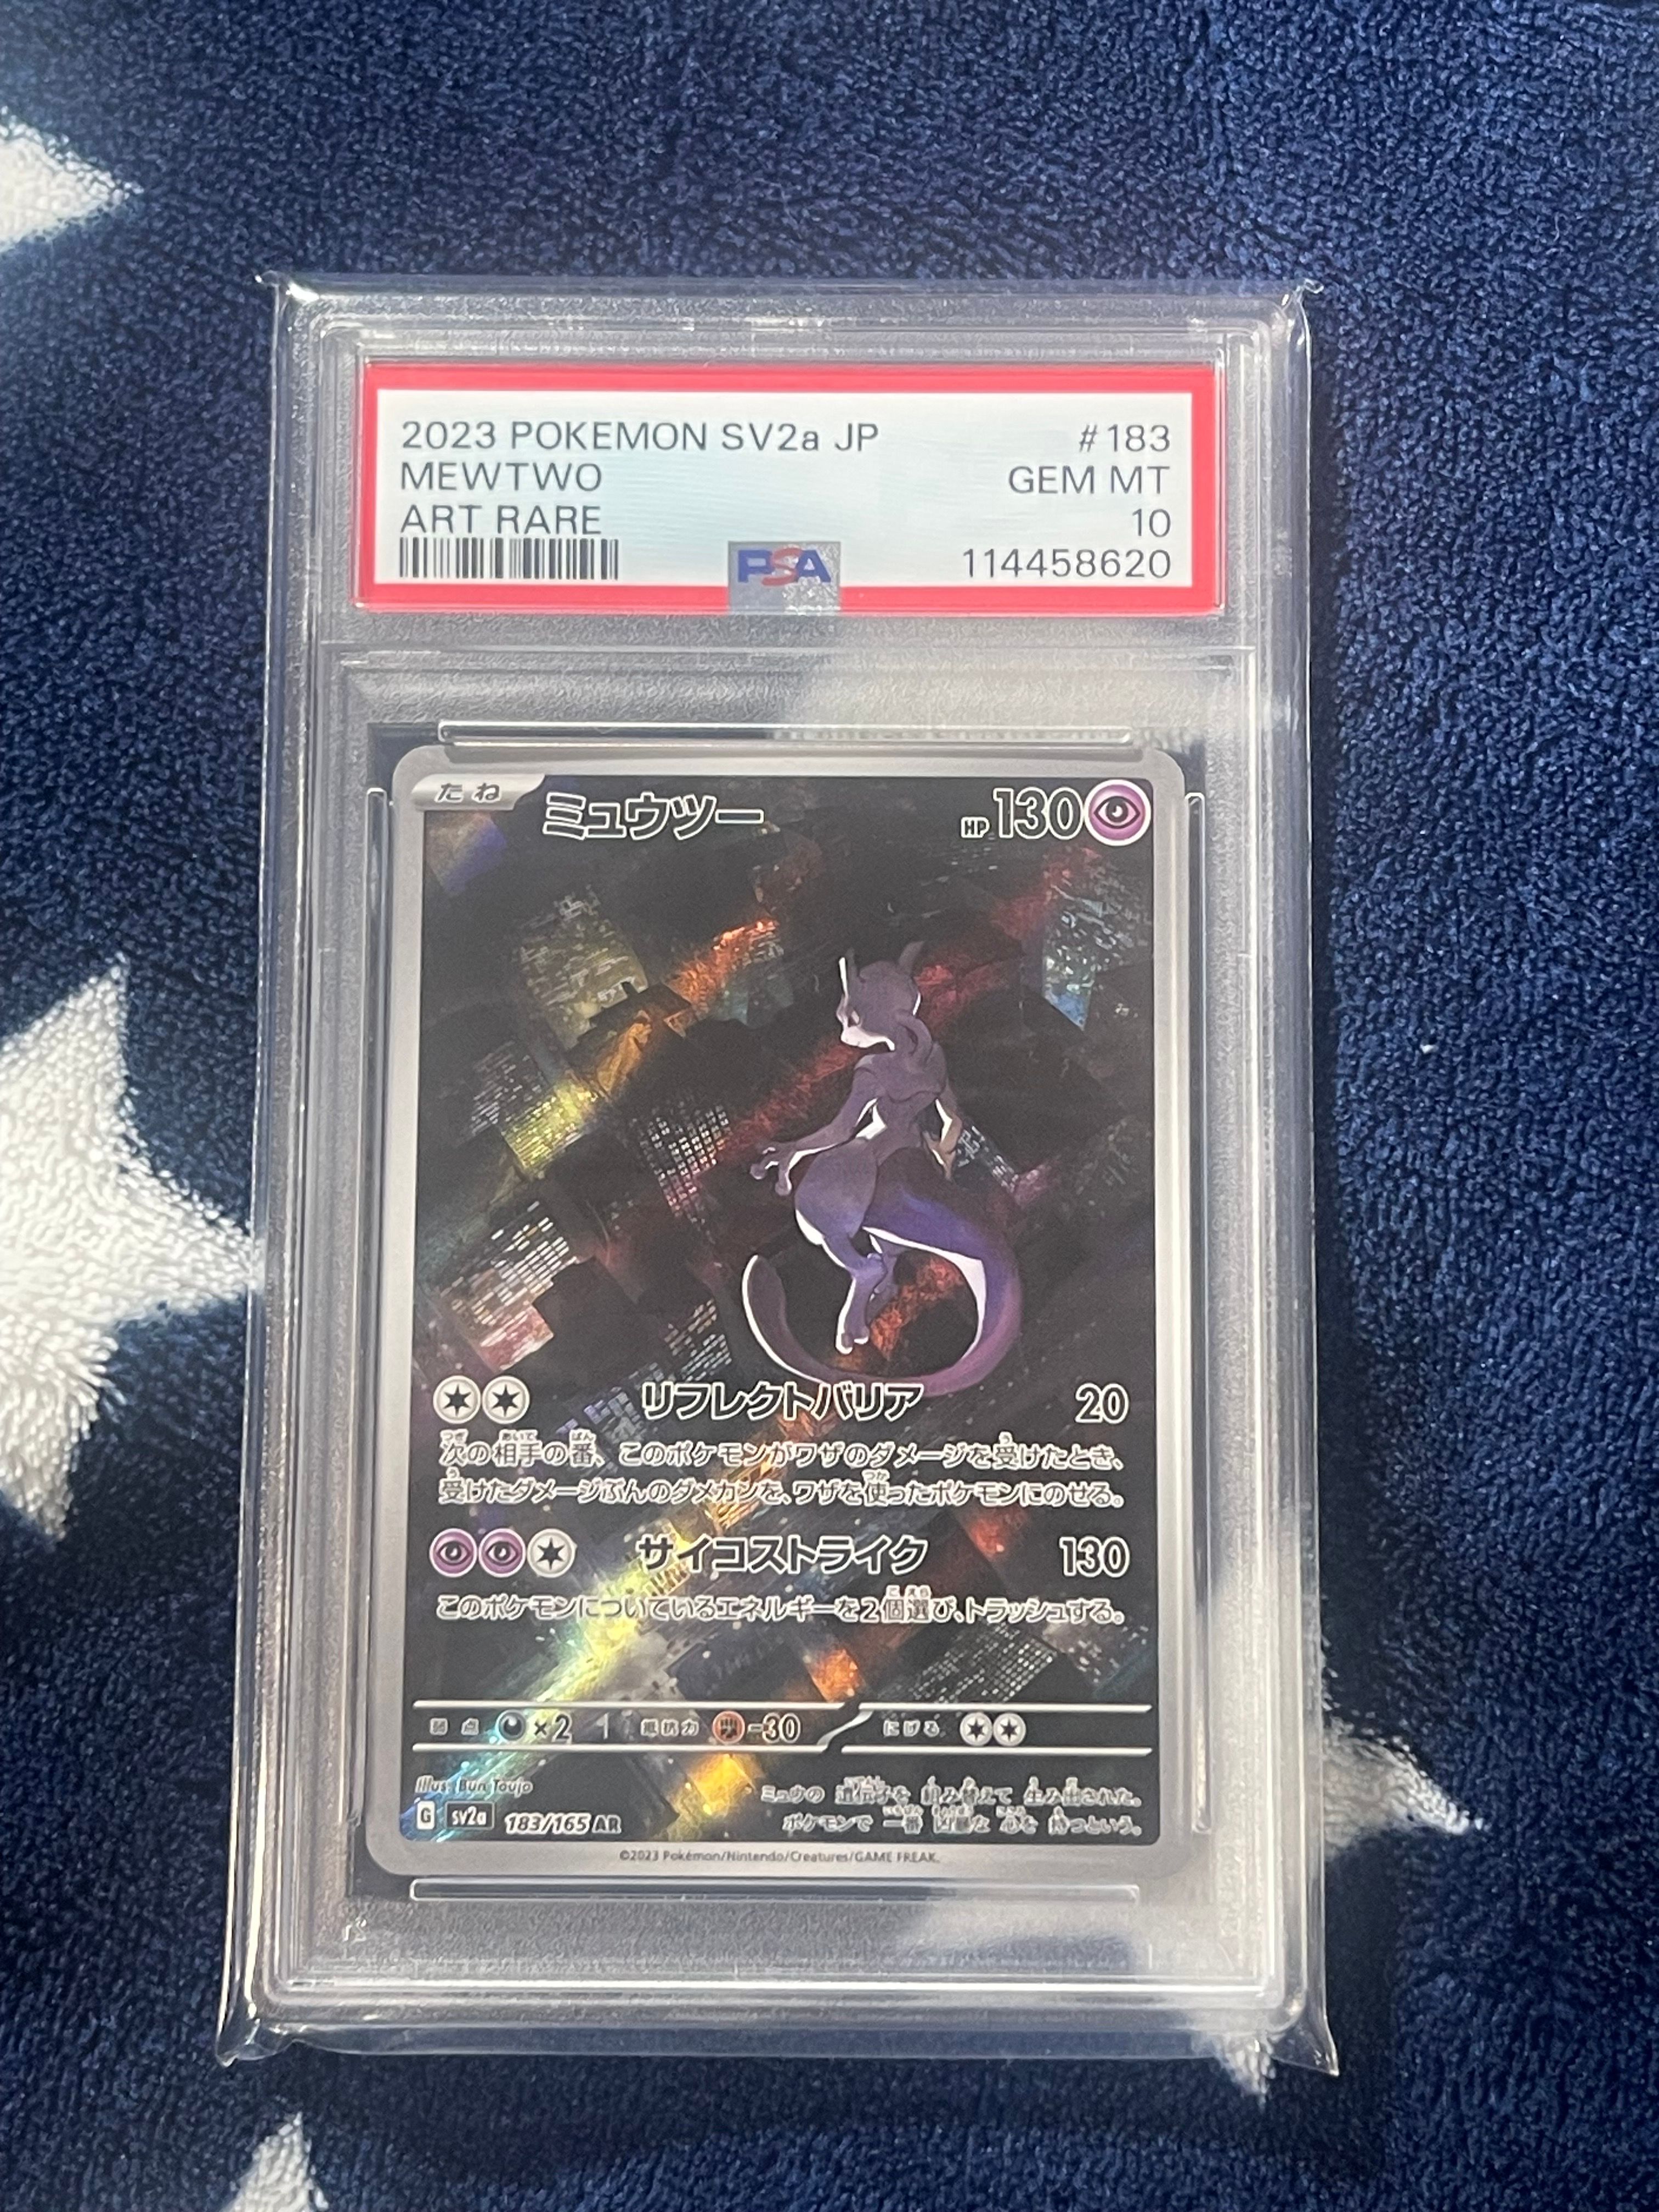 2023 POKEMON SV2a JP #183
MEWTWO GEM MT
ART RARE 10
PSA 114458620
たね ミュウツー HP 130
リフレクトバリア 20
次の相手の番、このポケモンがワザのダメージを受けたとき、
受けたダメージぶんのダメカンを、ワザを使ったポケモンにのせる。
サイコストライク 130
このポケモンについているエネルギーを2個選び、トラッシュする。
弱点 ×2 抵抗力 -30 にげる
Illus. Bun Toujo
ミュウの 遺伝子を 組み替えて 生み出された。
ポケモンで 一番 凶暴な 心を 持つという。
G sv2a 183/165 AR
©2023 Pokémon/Nintendo/Creatures/GAME FREAK.